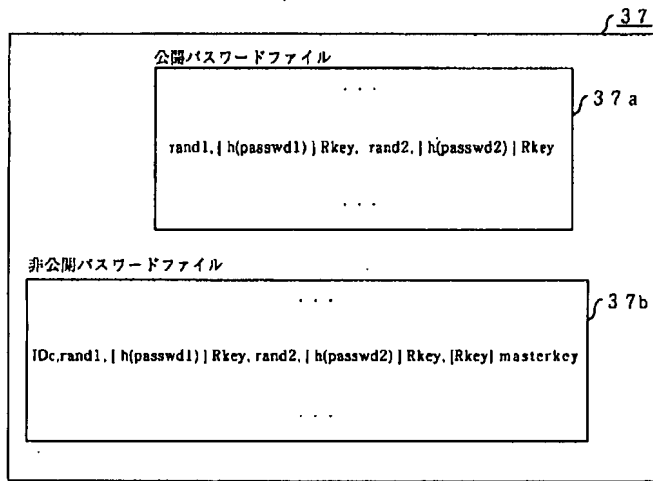 37
公開パスワードファイル
. . .
37a
rand1, { h(passwd1) } Rkey, rand2, { h(passwd2) } Rkey
. . .
非公開パスワードファイル
. . .
37b
IDc,rand1, { h(passwd1) } Rkey, rand2, { h(passwd2) } Rkey, {Rkey} masterkey
. . .